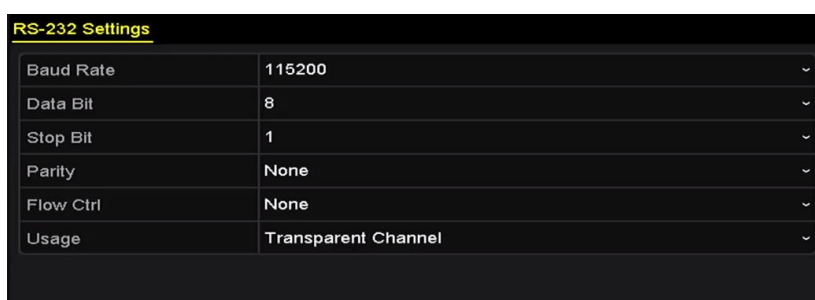 RS-232 Settings
Baud Rate 115200
Data Bit 8
Stop Bit 1
Parity None
Flow Ctrl None
Usage Transparent Channel